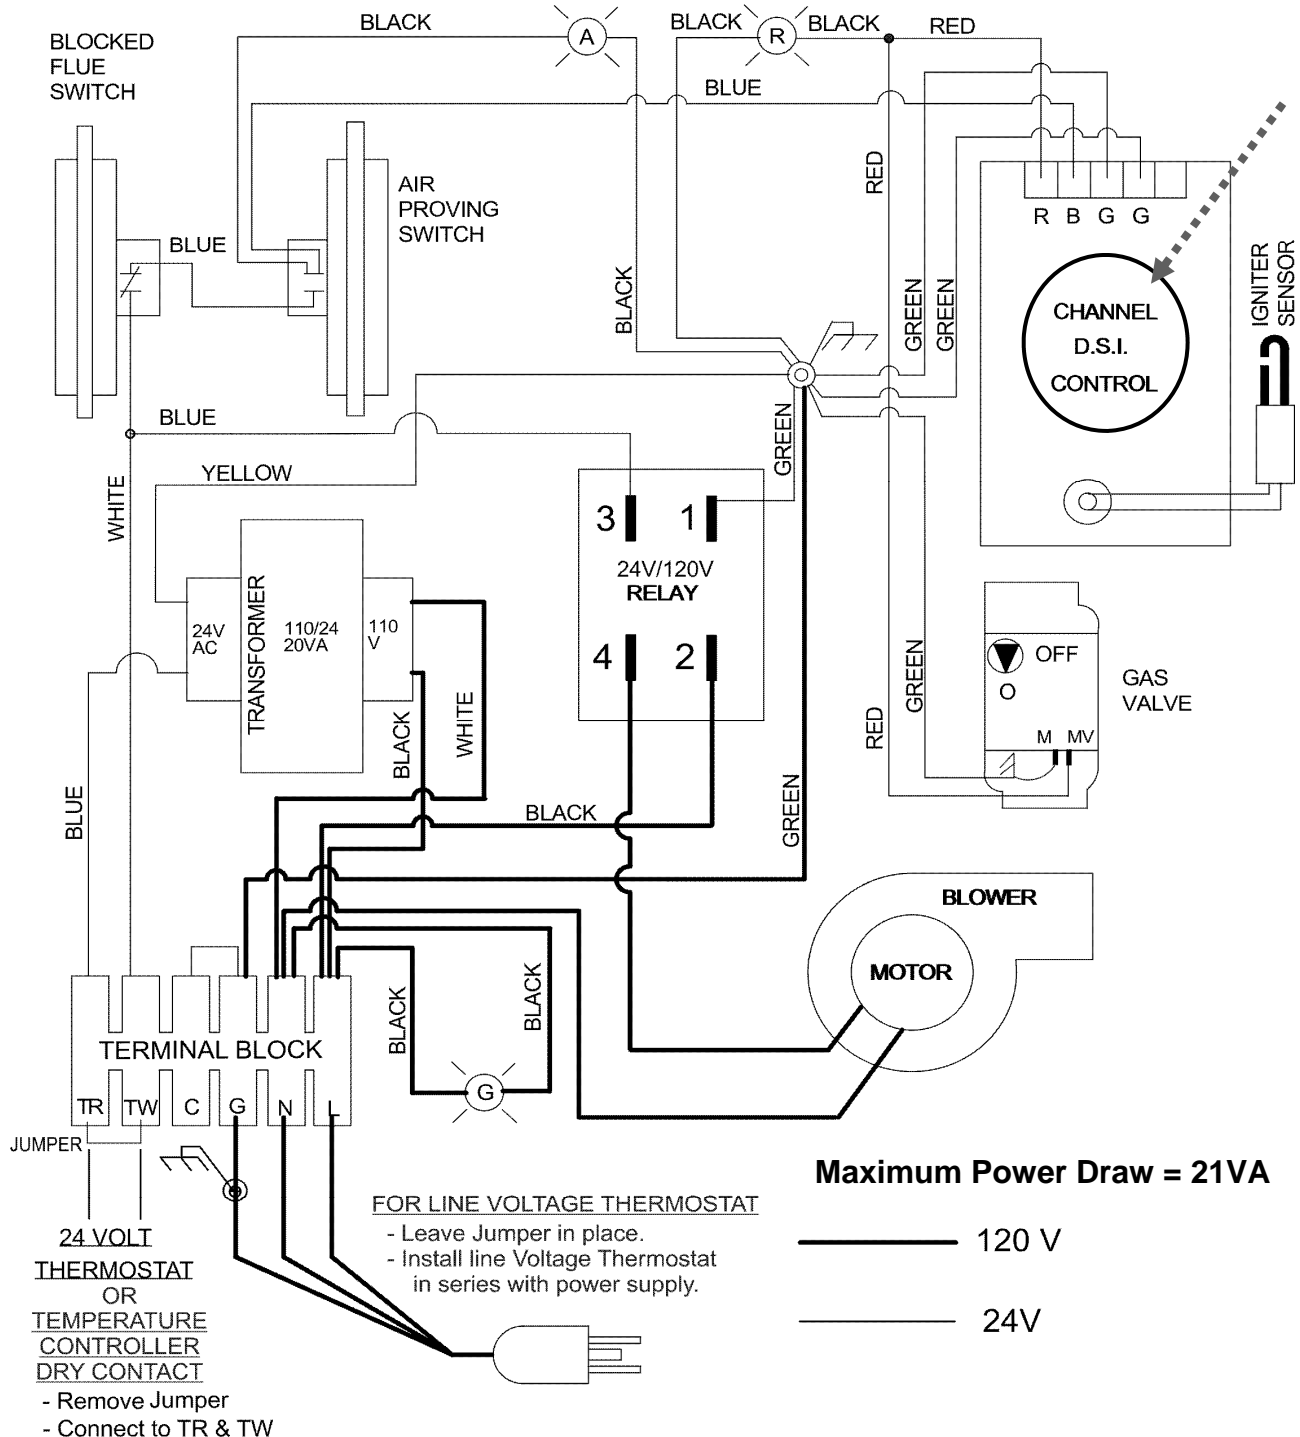 BLACK
BLACK
BLACK
RED
A
R
BLOCKED
FLUE
SWITCH
BLUE
AIR
PROVING
SWITCH
RED
R B G G
BLUE
BLACK
GREEN
GREEN
IGNITER
SENSOR
CHANNEL
D.S.I.
CONTROL
BLUE
GREEN
YELLOW
WHITE
3 1
24V/120V
RELAY
4 2
TRANSFORMER
24V
AC
110/24
20VA
110
V
OFF
O
M MV
GAS
VALVE
GREEN
RED
WHITE
BLACK
BLUE
BLACK
GREEN
BLOWER
MOTOR
BLACK
BLACK
TERMINAL BLOCK
G
TR TW C G N L
JUMPER
Maximum Power Draw = 21VA
120 V
24V
FOR LINE VOLTAGE THERMOSTAT
- Leave Jumper in place.
- Install line Voltage Thermostat
in series with power supply.
24 VOLT
THERMOSTAT
OR
TEMPERATURE
CONTROLLER
DRY CONTACT
- Remove Jumper
- Connect to TR & TW